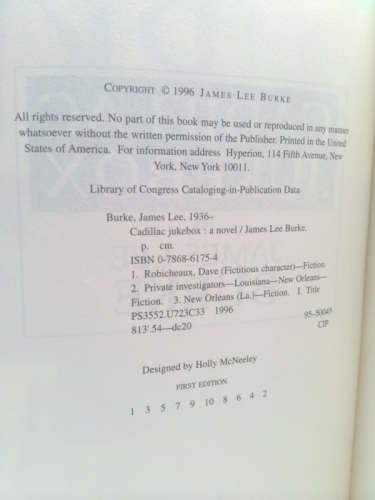 COPYRIGHT © 1996 JAMES LEE BURKE
All rights reserved. No part of this book may be used or reproduced in any manner
whatsoever without the written permission of the Publisher. Printed in the United
States of America. For information address Hyperion, 114 Fifth Avenue, New
York, New York 10011.
Library of Congress Cataloging-in-Publication Data
Burke, James Lee, 1936–
Cadillac jukebox : a novel / James Lee Burke.
p. cm.
ISBN 0-7868-6175-4
1. Robicheaux, Dave (Fictitious character)—Fiction.
2. Private investigators—Louisiana—New Orleans—
Fiction. 3. New Orleans (La.)—Fiction. I. Title
PS3552.U723C33 1996
813'.54—dc20 95-50045
CIP
Designed by Holly McNeeley
FIRST EDITION
1 3 5 7 9 10 8 6 4 2